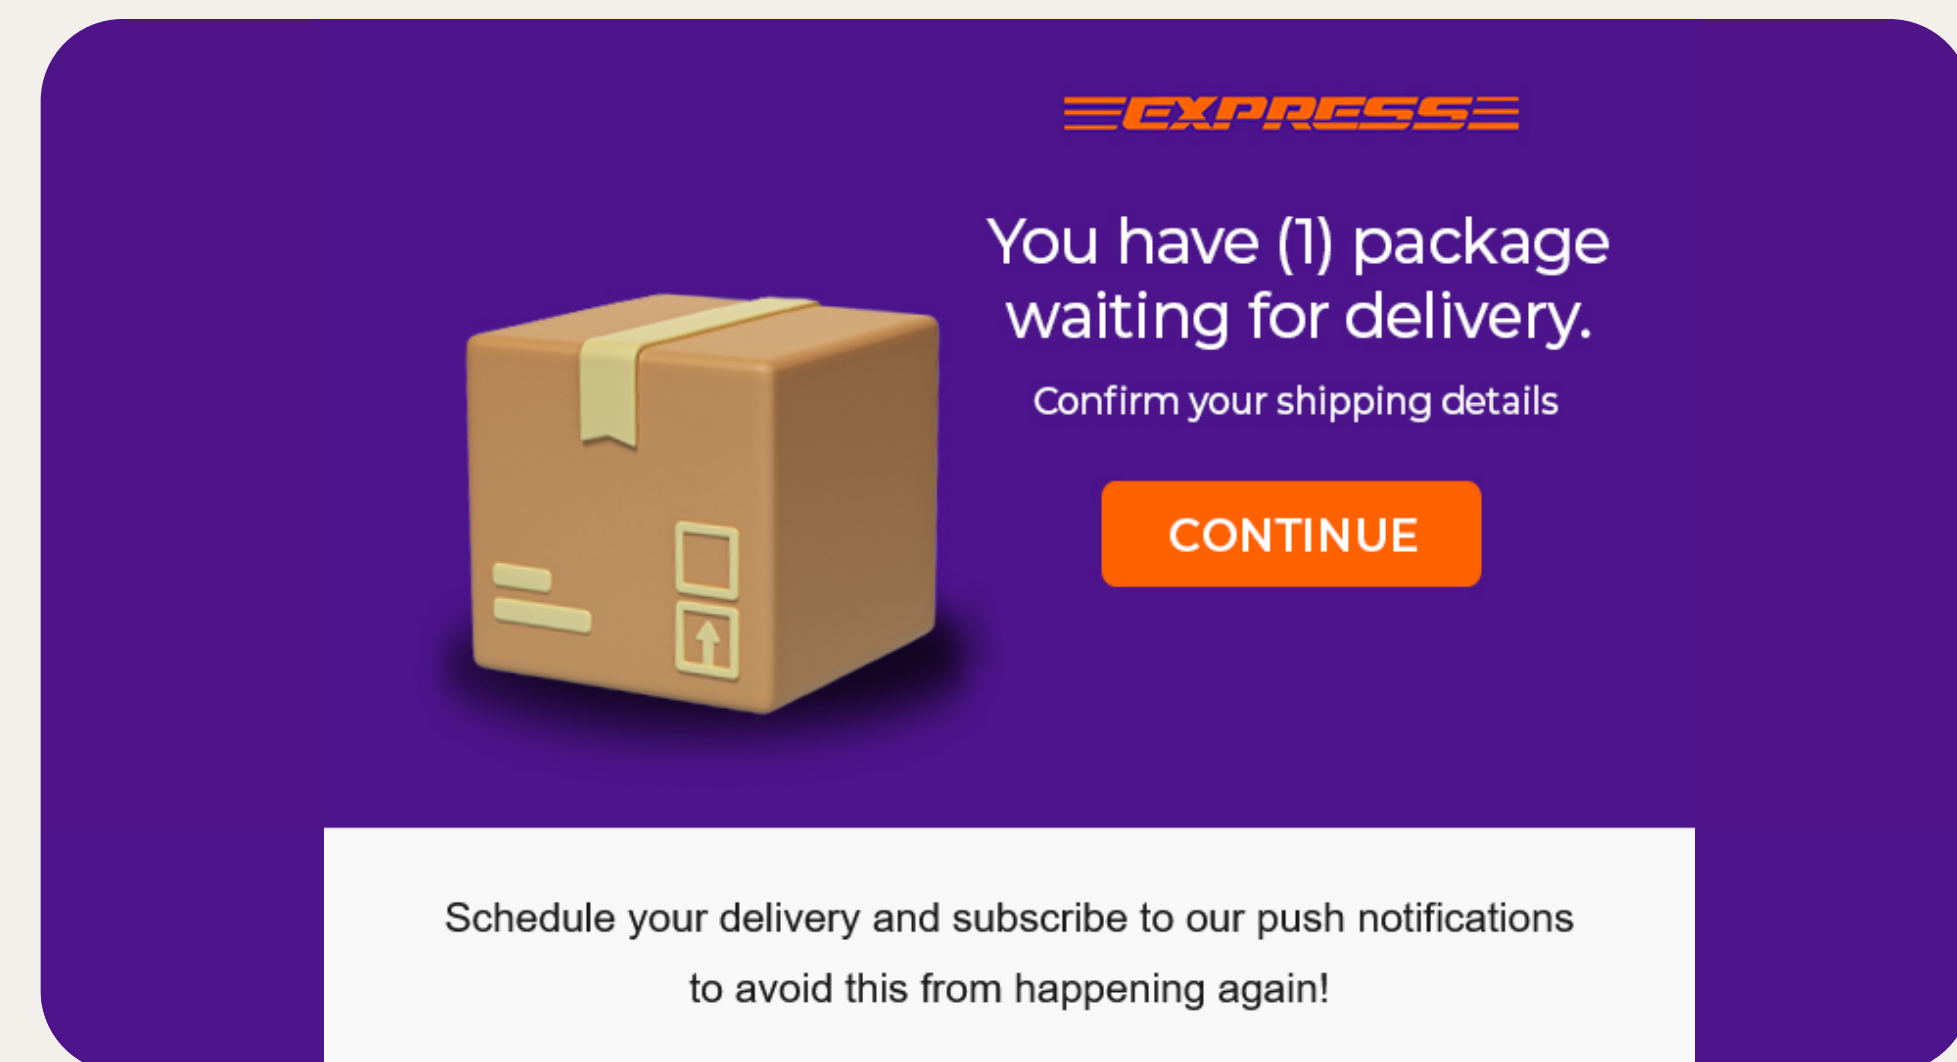 EXPRESS
You have (1) package
waiting for delivery.
Confirm your shipping details
CONTINUE
Schedule your delivery and subscribe to our push notifications
to avoid this from happening again!